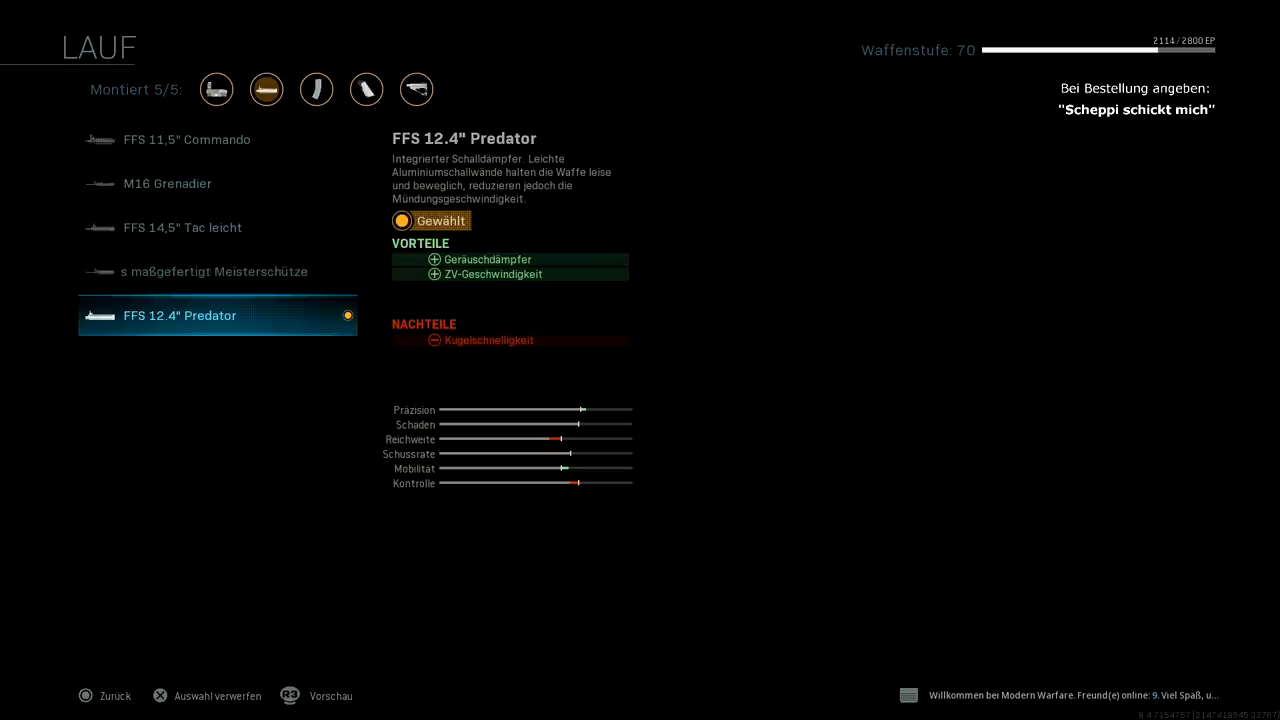 LAUF
Waffenstufe: 70
2114 / 2800 EP
Montiert 5/5:
Bei Bestellung angeben:
"Scheppi schickt mich"
FFS 11,5" Commando
M16 Grenadier
FFS 14,5" Tac leicht
s maßgefertigt Meisterschütze
FFS 12.4" Predator
FFS 12.4" Predator
Integrierter Schalldämpfer. Leichte
Aluminiumschallwände halten die Waffe leise
und beweglich, reduzieren jedoch die
Mündungsgeschwindigkeit.
Gewählt
VORTEILE
Geräuschdämpfer
ZV-Geschwindigkeit
NACHTEILE
Kugelschnelligkeit
Präzision
Schaden
Reichweite
Schussrate
Mobilität
Kontrolle
Zurück
Auswahl verwerfen
R3 Vorschau
Willkommen bei Modern Warfare. Freund(e) online: 9. Viel Spaß, u...